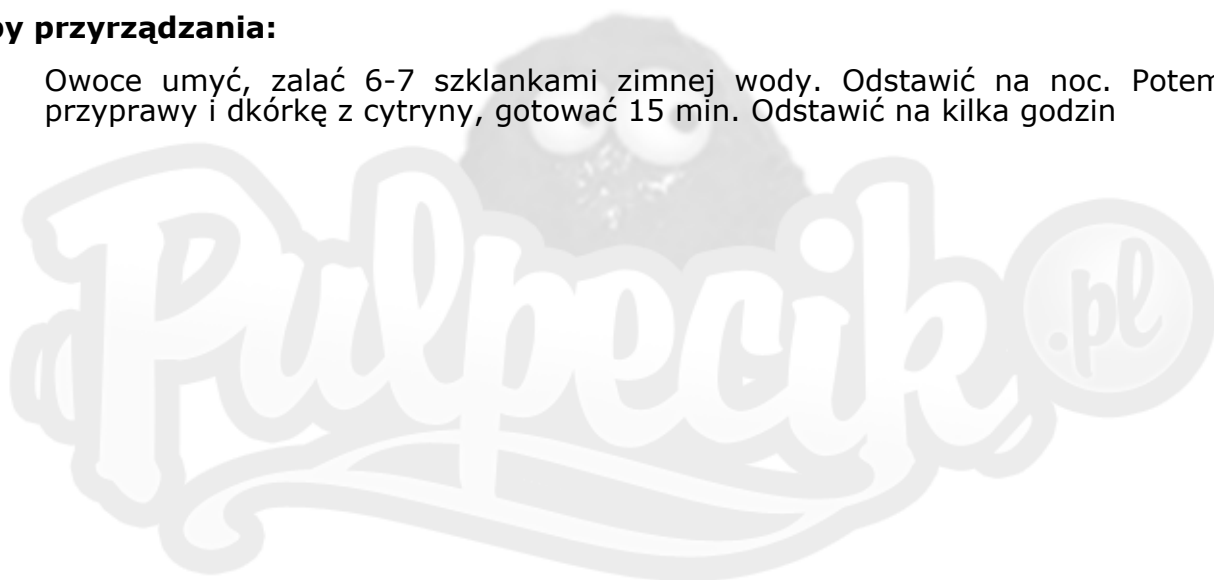 by przyrządzania:
Owoce umyć, zalać 6-7 szklankami zimnej wody. Odstawić na noc. Potem
przyprawy i dkórkę z cytryny, gotować 15 min. Odstawić na kilka godzin
Pulpecik .pl